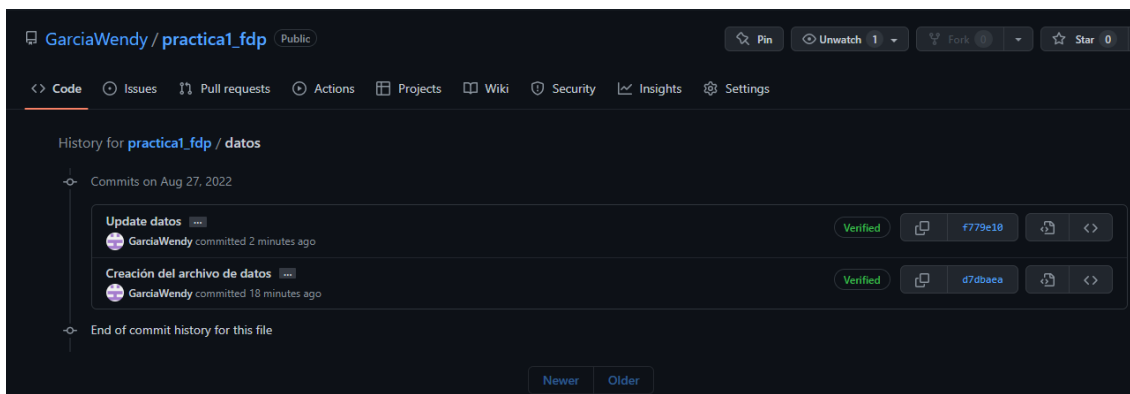 GarciaWendy / practica1_fdp Public Pin Unwatch 1 Fork 0 Star 0
<> Code Issues Pull requests Actions Projects Wiki Security Insights Settings
History for practica1_fdp / datos
Commits on Aug 27, 2022
Update datos ...
GarciaWendy committed 2 minutes ago
Verified f779e10 <>
Creación del archivo de datos ...
GarciaWendy committed 18 minutes ago
Verified d7dbaea <>
End of commit history for this file
Newer Older